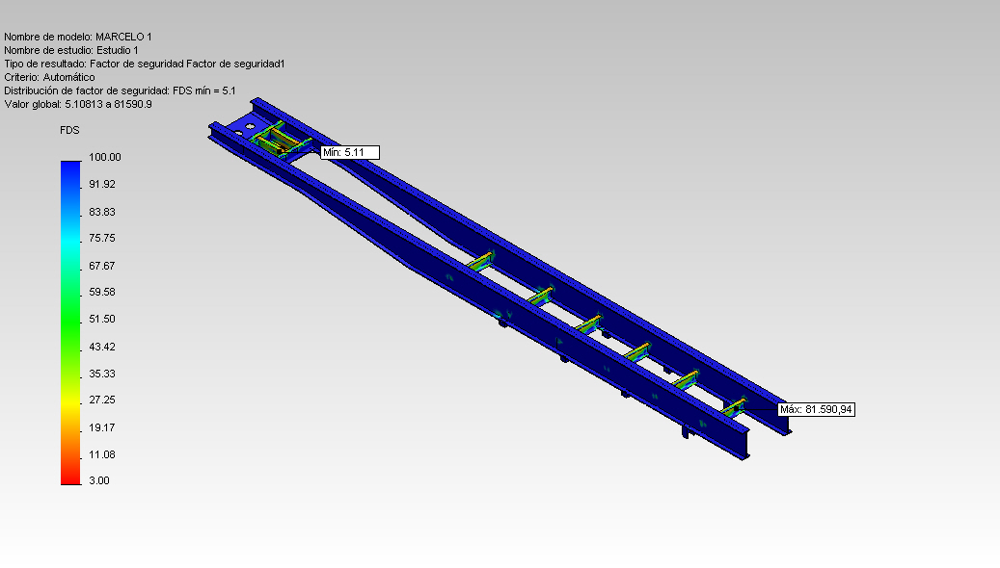 Nombre de modelo: MARCELO 1
Nombre de estudio: Estudio 1
Tipo de resultado: Factor de seguridad Factor de seguridad1
Criterio: Automático
Distribución de factor de seguridad: FDS mín = 5.1
Valor global: 5.10813 a 81590.9
FDS
100.00
91.92
83.83
75.75
67.67
59.58
51.50
43.42
35.33
27.25
19.17
11.08
3.00
Mín: 5.11
Máx: 81.590,94